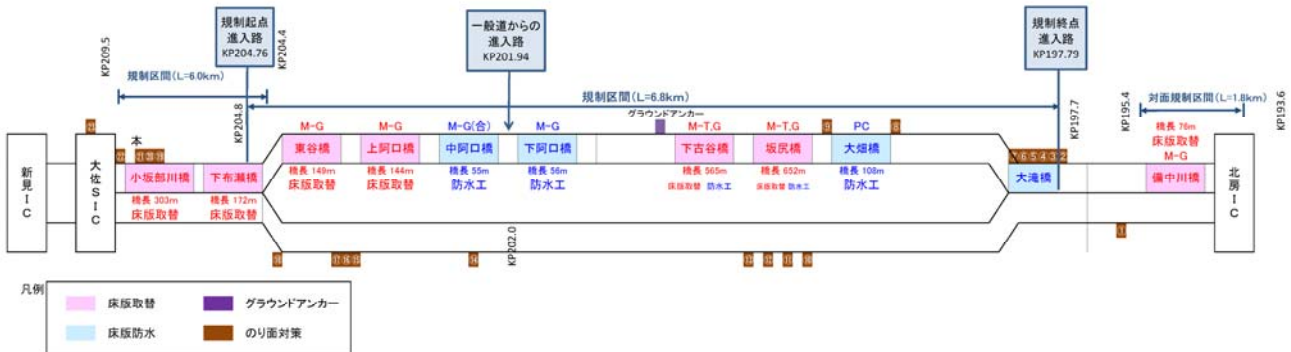 規制起点
進入路
KP204.76
一般道からの
進入路
KP201.94
規制終点
進入路
KP197.79
KP209.5
KP204.4
規制区間(L=6.0km)
規制区間(L=6.8km)
対面規制区間(L=1.8km)
KP204.8
KP197.7
KP195.4
KP193.6
グラウンドアンカー
本
新見IC
大佐SIC
北房IC
小坂部川橋
橋長 303m
床版取替
下布瀬橋
橋長 172m
床版取替
M-G
東谷橋
橋長 149m
床版取替
M-G
上阿口橋
橋長 144m
床版取替
M-G(合)
中阿口橋
橋長 55m
防水工
M-G
下阿口橋
橋長 56m
防水工
M-T,G
下古谷橋
橋長 565m
床版取替 防水工
M-T,G
坂尻橋
橋長 652m
床版取替 防水工
PC
大畑橋
橋長 108m
防水工
7 6 5 4 3 2
大滝橋
橋長 76m
床版取替
M-G
備中川橋
KP202.0
凡例
床版取替
グラウンドアンカー
床版防水
のり面対策